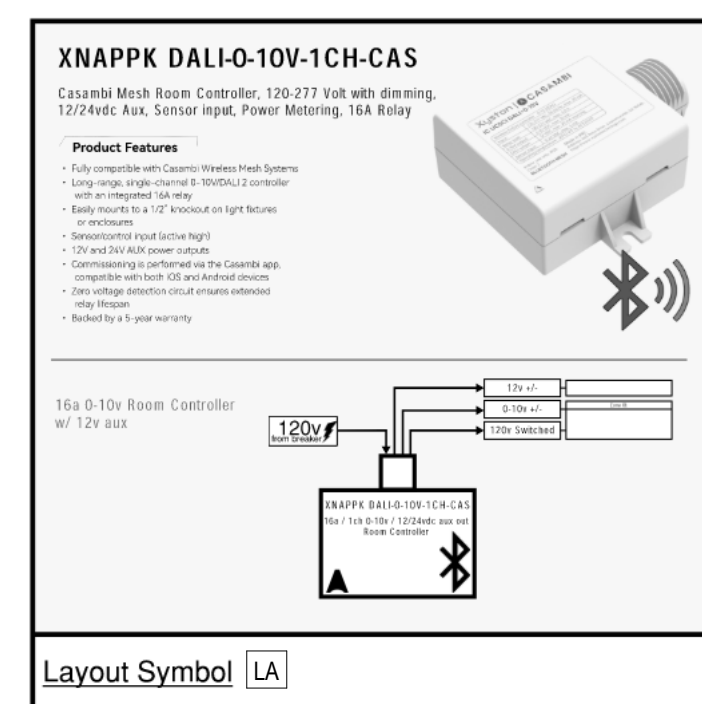 XNAPPK DALI-0-10V-1CH-CAS
Casambi Mesh Room Controller, 120-277 Volt with dimming,
12/24vdc Aux, Sensor input, Power Metering, 16A Relay
Product Features
• Fully compatible with Casambi Wireless Mesh Systems
• Long-range, single-channel 0-10V/DALI 2 controller
with an integrated 16A relay
• Easily mounts to a 1/2" knockout on light fixtures
or enclosures
• Sensor/control input (active high)
• 12V and 24V AUX power outputs
• Commissioning is performed via the Casambi app,
compatible with both iOS and Android devices
• Zero voltage detection circuit ensures extended
relay lifespan
• Backed by a 5-year warranty
Xyston | CASAMBI
16a 0-10v Room Controller
w/ 12v aux
120v
from breaker
12v +/-
0-10v +/-
120v Switched
XNAPPK DALI-0-10V-1CH-CAS
16a / 1ch 0-10v / 12/24vdc aux out
Room Controller
A
Layout Symbol LA